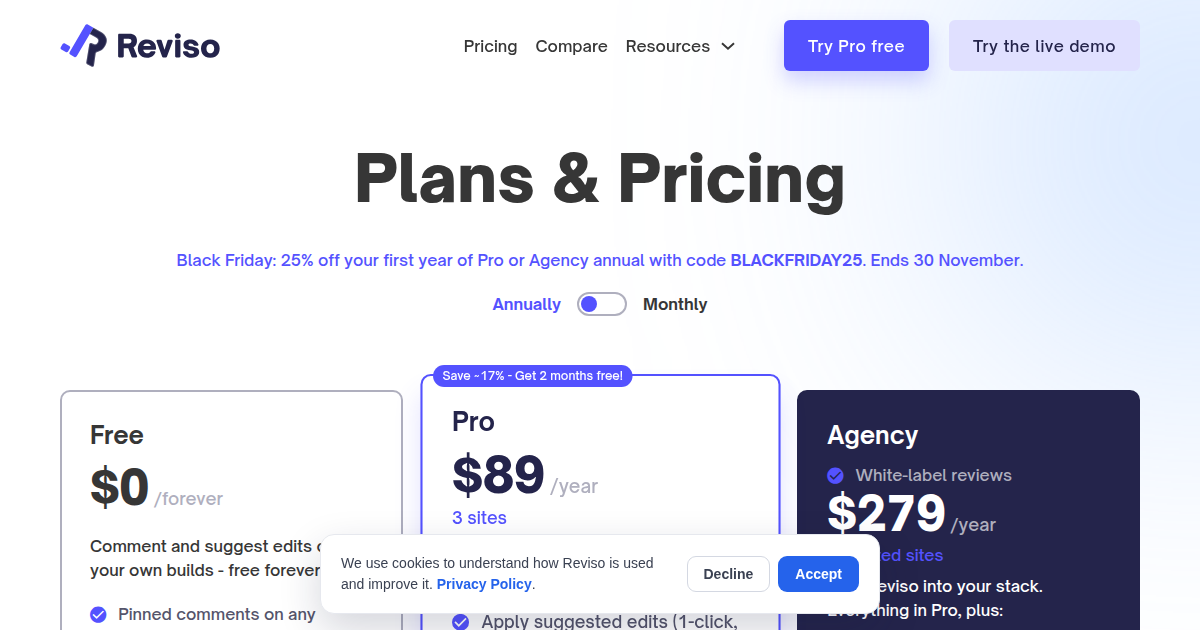 Reviso
Pricing Compare Resources
Try Pro free
Try the live demo
Plans & Pricing
Black Friday: 25% off your first year of Pro or Agency annual with code BLACKFRIDAY25. Ends 30 November.
Annually Monthly
Free
$0 /forever
Comment and suggest edits
your own builds - free forever
Pinned comments on any
Save ~17% - Get 2 months free!
Pro
$89 /year
3 sites
Apply suggested edits (1-click,
Agency
White-label reviews
$279 /year
sites
into your stack.
in Pro, plus:
We use cookies to understand how Reviso is used
and improve it. Privacy Policy.
Decline
Accept